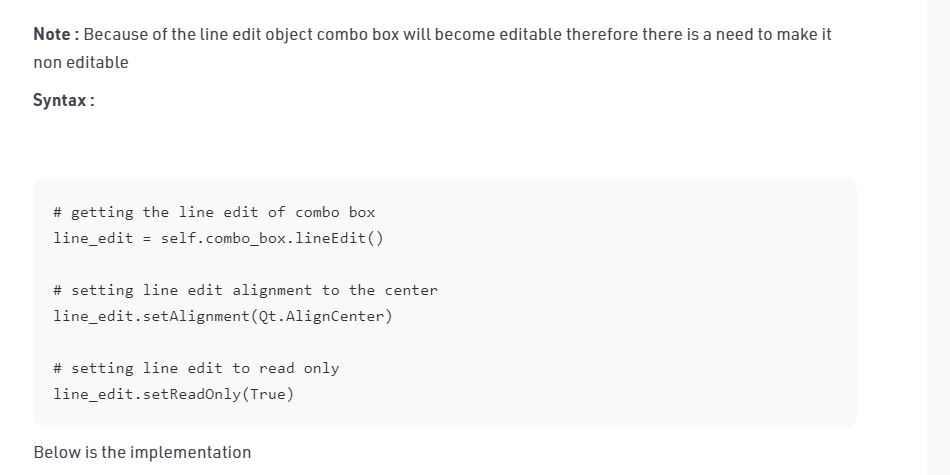 Note : Because of the line edit object combo box will become editable therefore there is a need to make it
non editable
Syntax :
# getting the line edit of combo box
line_edit = self.combo_box.lineEdit()
# setting line edit alignment to the center
line_edit.setAlignment(Qt.AlignCenter)
# setting line edit to read only
line_edit.setReadOnly(True)
Below is the implementation